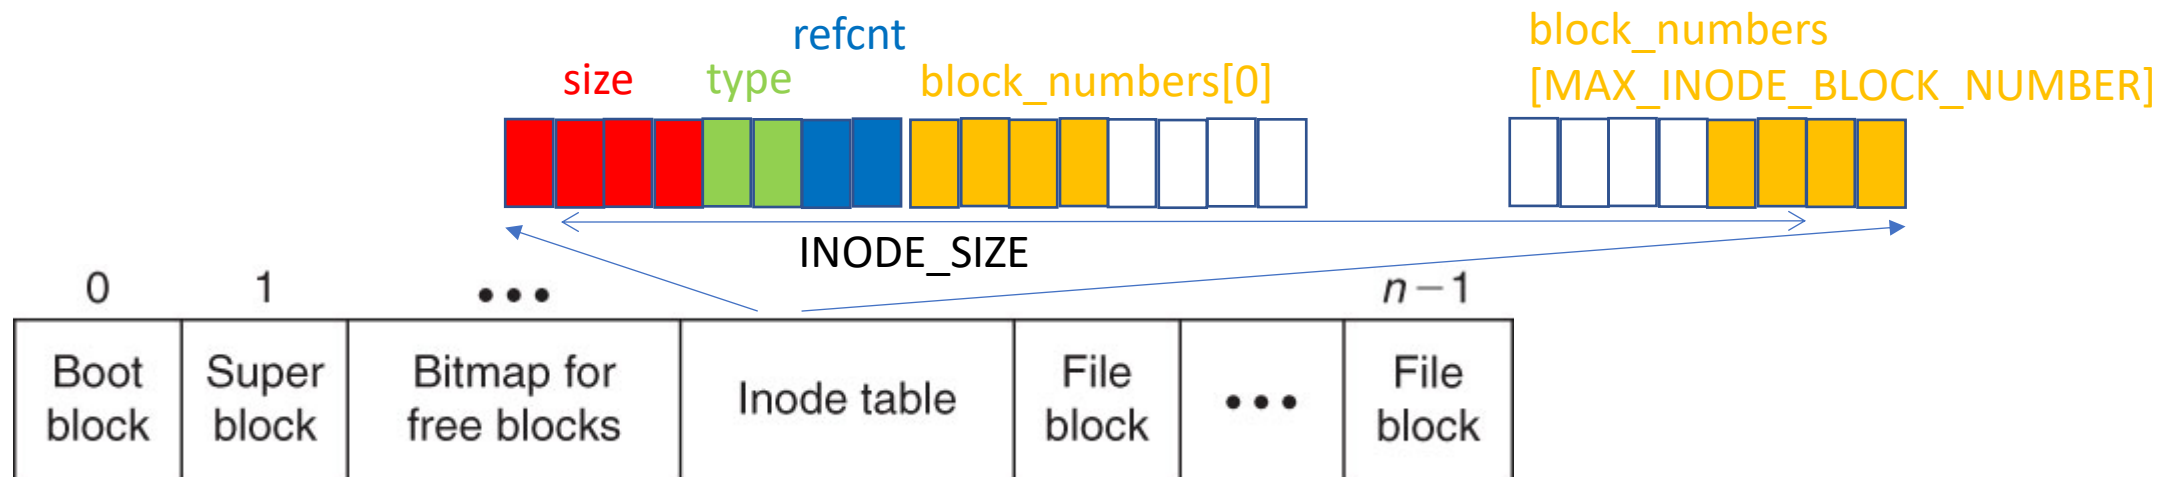 refcnt
block_numbers
size
type
block_numbers[0]
[MAX_INODE_BLOCK_NUMBER]
INODE_SIZE
0
1
•••
n−1
Boot
block
Super
block
Bitmap for
free blocks
Inode table
File
block
•••
File
block